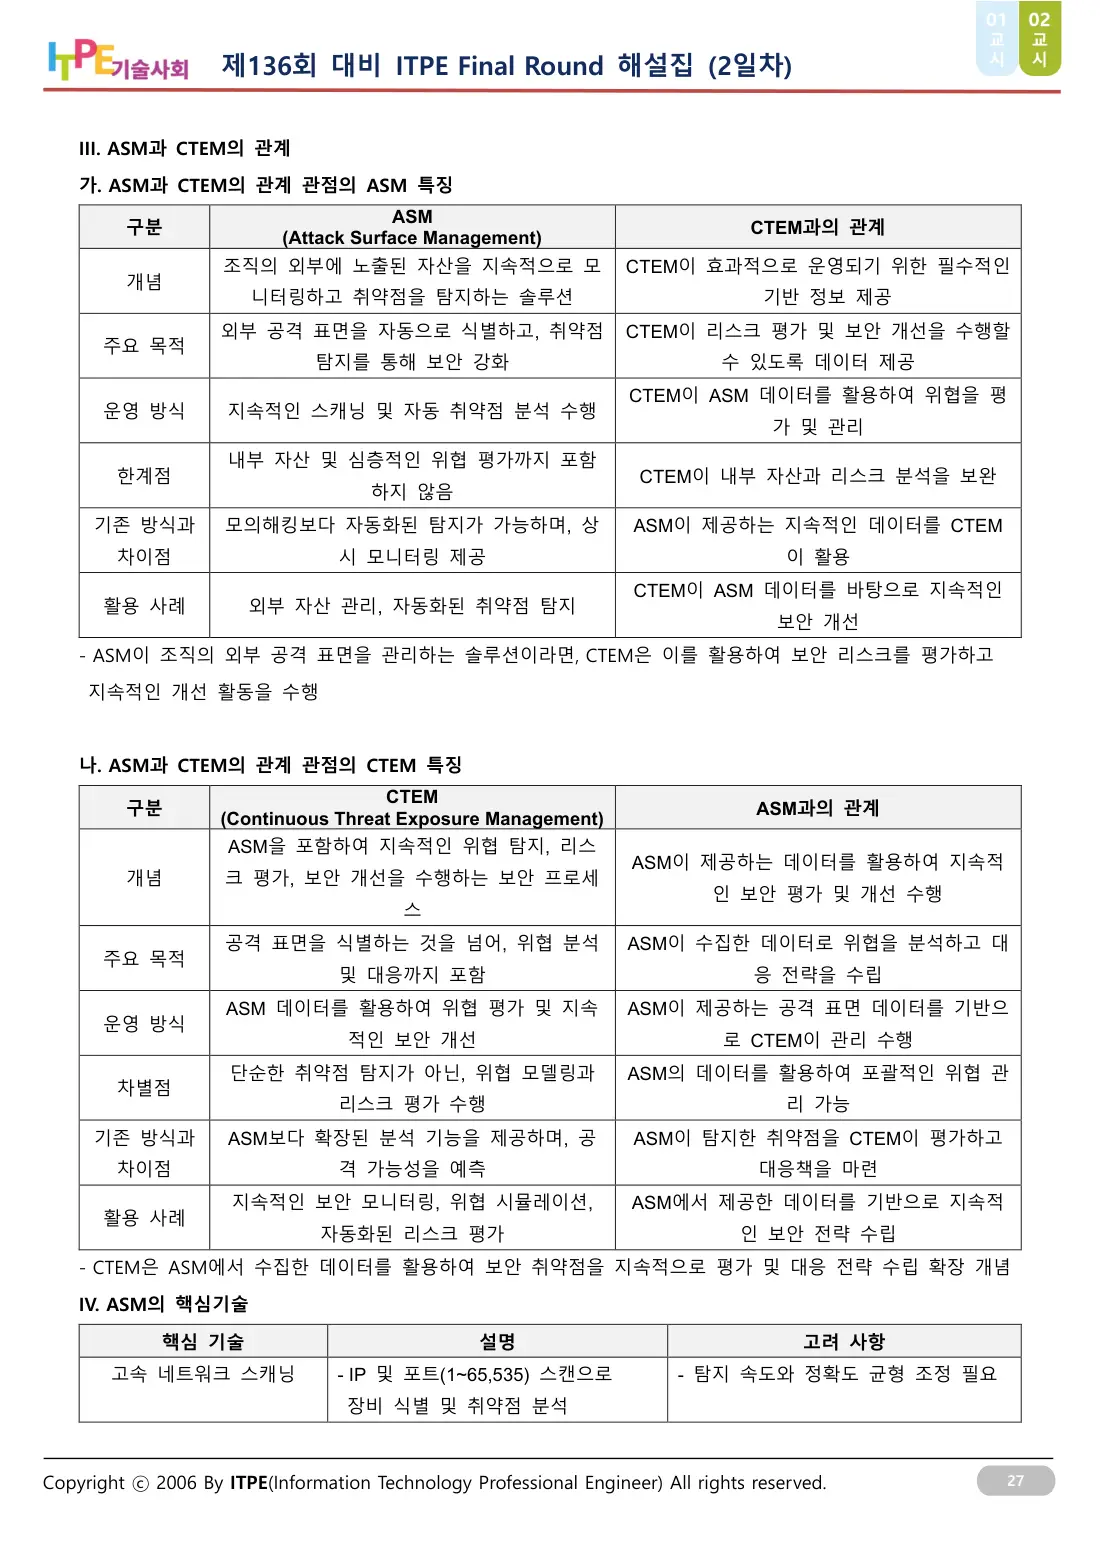 ITPE기술사회 제136회 대비 ITPE Final Round 해설집 (2일차)
01
교
시
02
교
시
III. ASM과 CTEM의 관계
가. ASM과 CTEM의 관계 관점의 ASM 특징
구분
ASM
(Attack Surface Management)
CTEM과의 관계
개념
조직의 외부에 노출된 자산을 지속적으로 모
니터링하고 취약점을 탐지하는 솔루션
CTEM이 효과적으로 운영되기 위한 필수적인
기반 정보 제공
주요 목적
외부 공격 표면을 자동으로 식별하고, 취약점
탐지를 통해 보안 강화
CTEM이 리스크 평가 및 보안 개선을 수행할
수 있도록 데이터 제공
운영 방식
지속적인 스캐닝 및 자동 취약점 분석 수행
CTEM이 ASM 데이터를 활용하여 위협을 평
가 및 관리
한계점
내부 자산 및 심층적인 위협 평가까지 포함
하지 않음
CTEM이 내부 자산과 리스크 분석을 보완
기존 방식과
차이점
모의해킹보다 자동화된 탐지가 가능하며, 상
시 모니터링 제공
ASM이 제공하는 지속적인 데이터를 CTEM
이 활용
활용 사례
외부 자산 관리, 자동화된 취약점 탐지
CTEM이 ASM 데이터를 바탕으로 지속적인
보안 개선
- ASM이 조직의 외부 공격 표면을 관리하는 솔루션이라면, CTEM은 이를 활용하여 보안 리스크를 평가하고
지속적인 개선 활동을 수행
나. ASM과 CTEM의 관계 관점의 CTEM 특징
구분
CTEM
(Continuous Threat Exposure Management)
ASM과의 관계
개념
ASM을 포함하여 지속적인 위협 탐지, 리스
크 평가, 보안 개선을 수행하는 보안 프로세
스
ASM이 제공하는 데이터를 활용하여 지속적
인 보안 평가 및 개선 수행
주요 목적
공격 표면을 식별하는 것을 넘어, 위협 분석
및 대응까지 포함
ASM이 수집한 데이터로 위협을 분석하고 대
응 전략을 수립
운영 방식
ASM 데이터를 활용하여 위협 평가 및 지속
적인 보안 개선
ASM이 제공하는 공격 표면 데이터를 기반으
로 CTEM이 관리 수행
차별점
단순한 취약점 탐지가 아닌, 위협 모델링과
리스크 평가 수행
ASM의 데이터를 활용하여 포괄적인 위협 관
리 가능
기존 방식과
차이점
ASM보다 확장된 분석 기능을 제공하며, 공
격 가능성을 예측
ASM이 탐지한 취약점을 CTEM이 평가하고
대응책을 마련
활용 사례
지속적인 보안 모니터링, 위협 시뮬레이션,
자동화된 리스크 평가
ASM에서 제공한 데이터를 기반으로 지속적
인 보안 전략 수립
- CTEM은 ASM에서 수집한 데이터를 활용하여 보안 취약점을 지속적으로 평가 및 대응 전략 수립 확장 개념
IV. ASM의 핵심기술
핵심 기술
설명
고려 사항
고속 네트워크 스캐닝
- IP 및 포트(1~65,535) 스캔으로
장비 식별 및 취약점 분석
- 탐지 속도와 정확도 균형 조정 필요
Copyright ⓒ 2006 By ITPE(Information Technology Professional Engineer) All rights reserved.
27